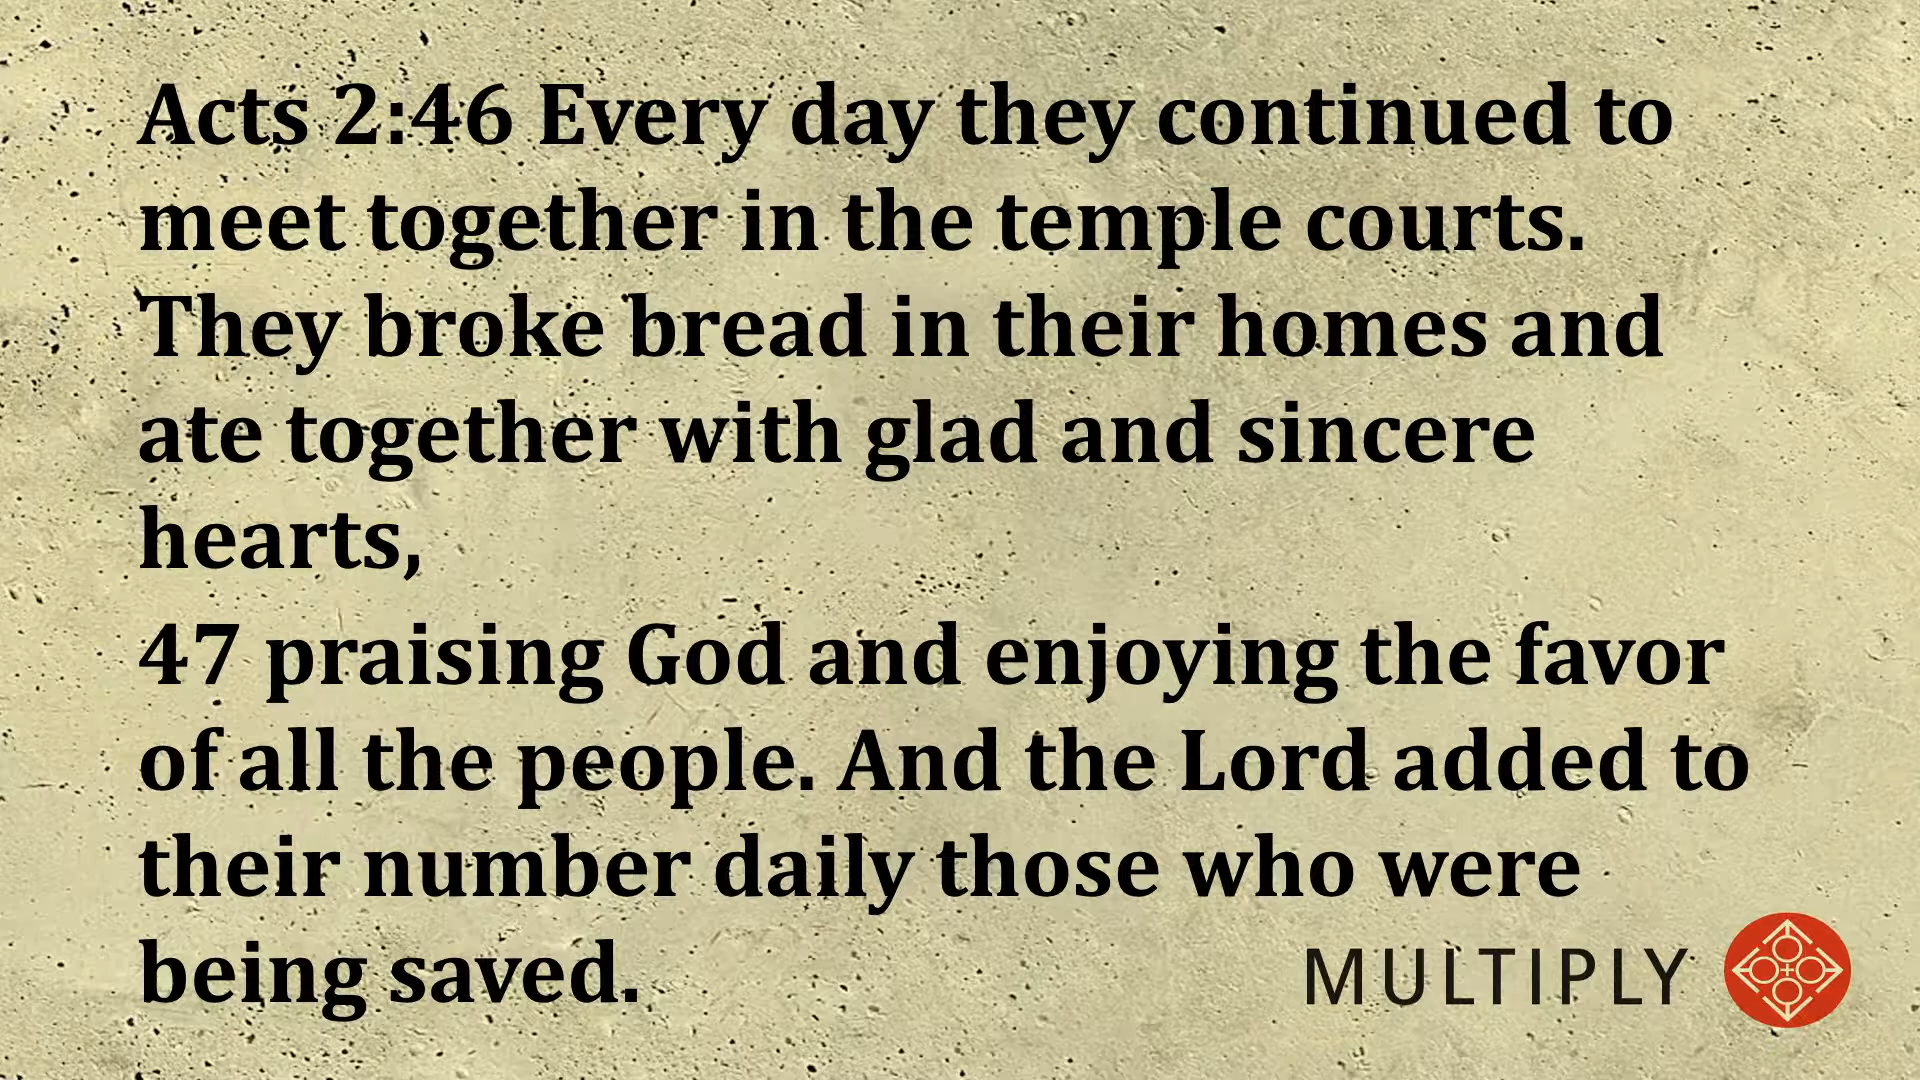 Acts 2:46 Every day they continued to
meet together in the temple courts.
They broke bread in their homes and
ate together with glad and sincere
hearts,
47 praising God and enjoying the favor
of all the people. And the Lord added to
their number daily those who were
being saved.
MULTIPLY